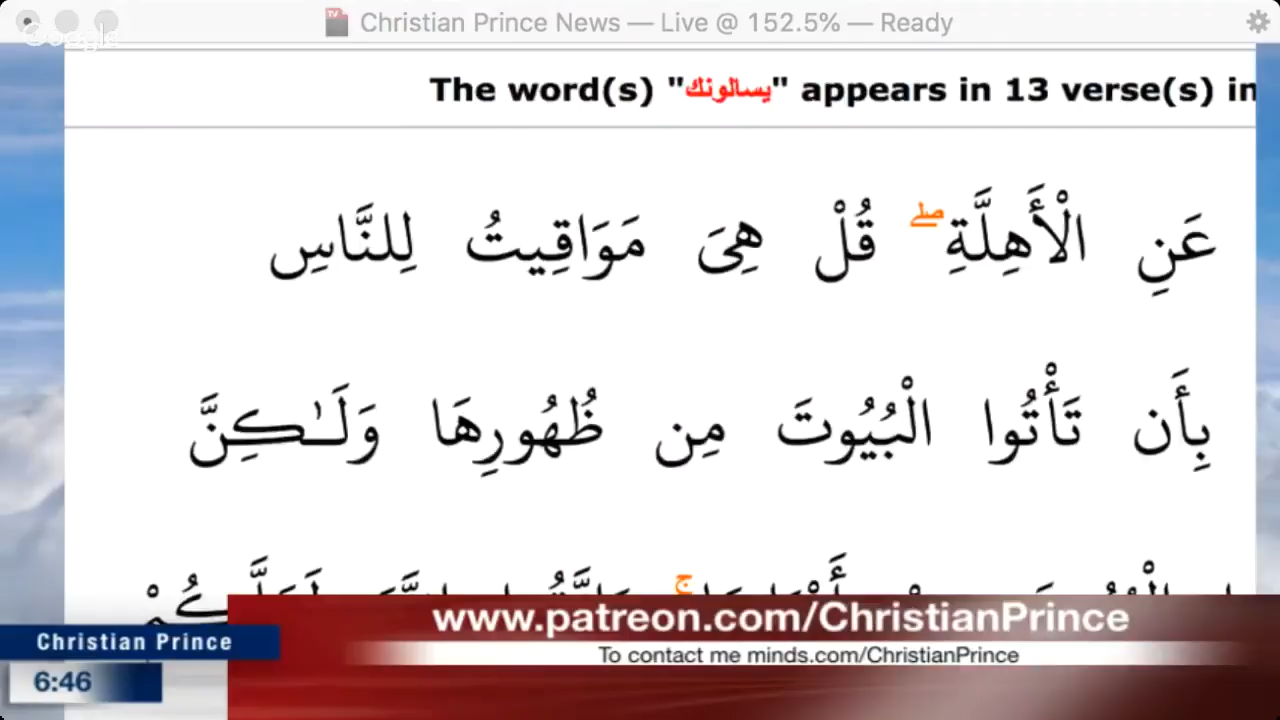 Christian Prince News — Live @ 152.5% — Ready
Google
The word(s) "يسالونك" appears in 13 verse(s) in
عَنِ الْأَهِلَّةِ ۖ قُلْ هِىَ مَوَاقِيتُ لِلنَّاسِ
بِأَن تَأْتُوا الْبُيُوتَ مِن ظُهُورِهَا وَلَـٰكِنَّ
www.patreon.com/ChristianPrince
Christian Prince
To contact me minds.com/ChristianPrince
6:46